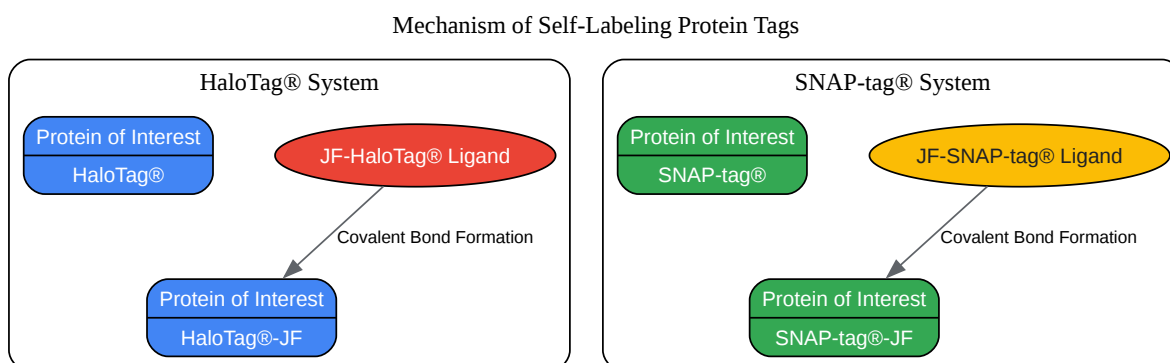 Mechanism of Self-Labeling Protein Tags
HaloTag® System
Protein of Interest
HaloTag®
JF-HaloTag® Ligand
Covalent Bond Formation
Protein of Interest
HaloTag®-JF
SNAP-tag® System
Protein of Interest
SNAP-tag®
JF-SNAP-tag® Ligand
Covalent Bond Formation
Protein of Interest
SNAP-tag®-JF